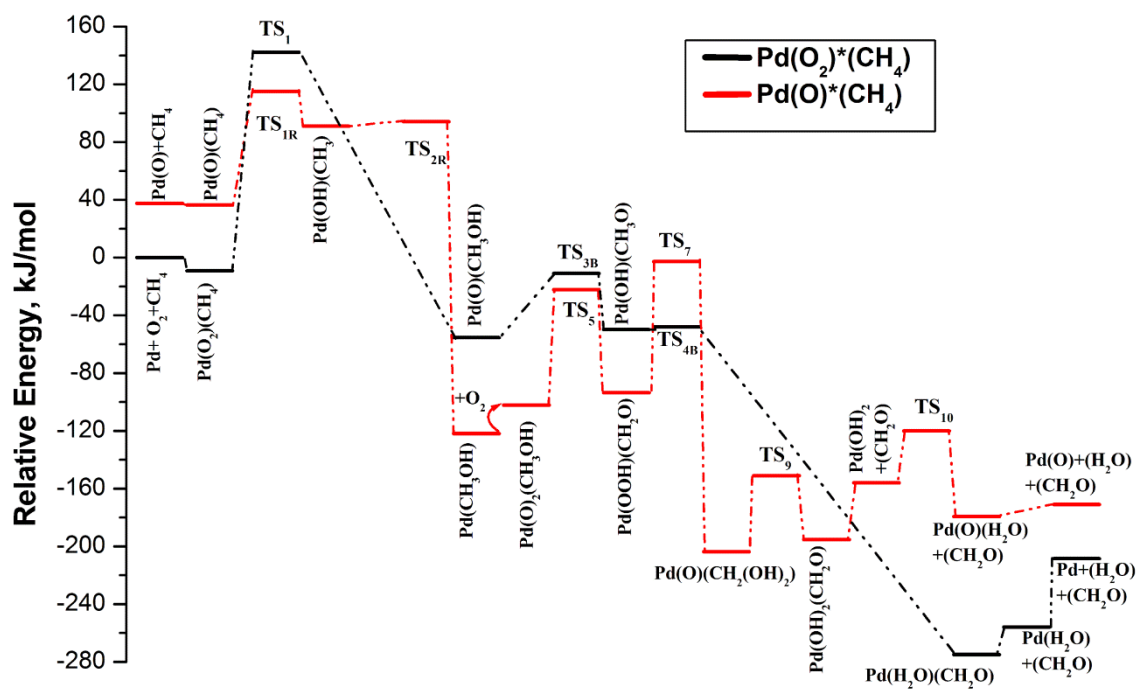 160
120
80
40
0
-40
-80
-120
-160
-200
-240
-280
Relative Energy, kJ/mol
Pd(O₂)*(CH₄)
Pd(O)*(CH₄)
Pd(O)+CH₄
Pd(O)(CH₄)
Pd+ O₂+CH₄
Pd(O₂)(CH₄)
TS₁
TS₁R
Pd(OH)(CH₃)
TS₂R
Pd(O)(CH₃OH)
Pd(CH₃OH)
+O₂
Pd(O)₂(CH₃OH)
TS₃B
TS₅
Pd(OH)(CH₃O)
Pd(OOH)(CH₂O)
TS₇
TS₄B
Pd(O)(CH₂(OH)₂)
TS₉
Pd(OH)₂(CH₂O)
Pd(OH)₂
+(CH₂O)
TS₁₀
Pd(O)(H₂O)
+(CH₂O)
Pd(O)+(H₂O)
+(CH₂O)
Pd(H₂O)(CH₂O)
Pd(H₂O)
+(CH₂O)
Pd+(H₂O)
+(CH₂O)